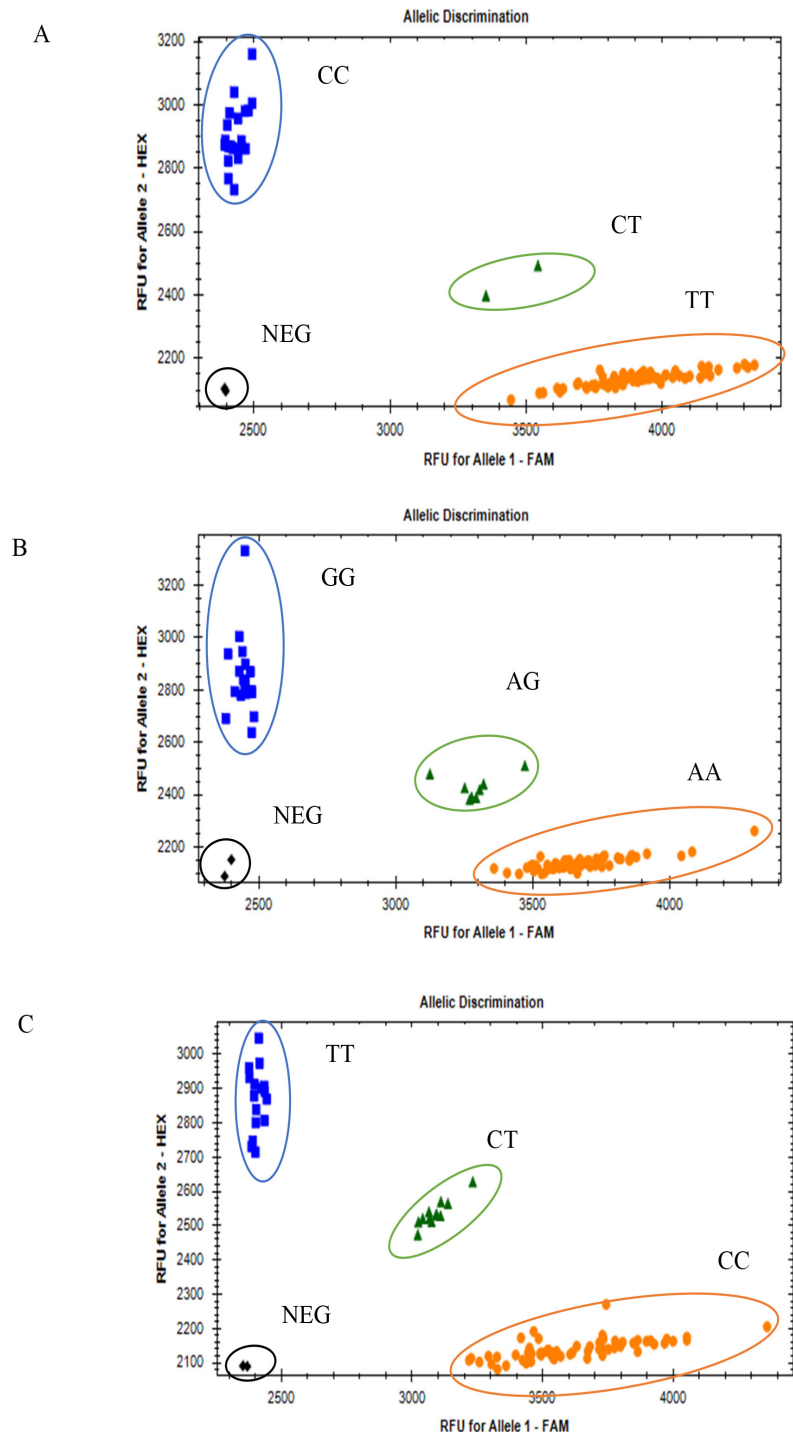 A
Allelic Discrimination
3200
3000
2800
2600
2400
2200
RFU for Allele 2 - HEX
CC
CT
TT
NEG
2500 3000 3500 4000
RFU for Allele 1 - FAM
B
Allelic Discrimination
3200
3000
2800
2600
2400
2200
RFU for Allele 2 - HEX
GG
AG
AA
NEG
2500 3000 3500 4000
RFU for Allele 1 - FAM
C
Allelic Discrimination
3000
2900
2800
2700
2600
2500
2400
2300
2200
2100
RFU for Allele 2 - HEX
TT
CT
CC
NEG
2500 3000 3500 4000
RFU for Allele 1 - FAM